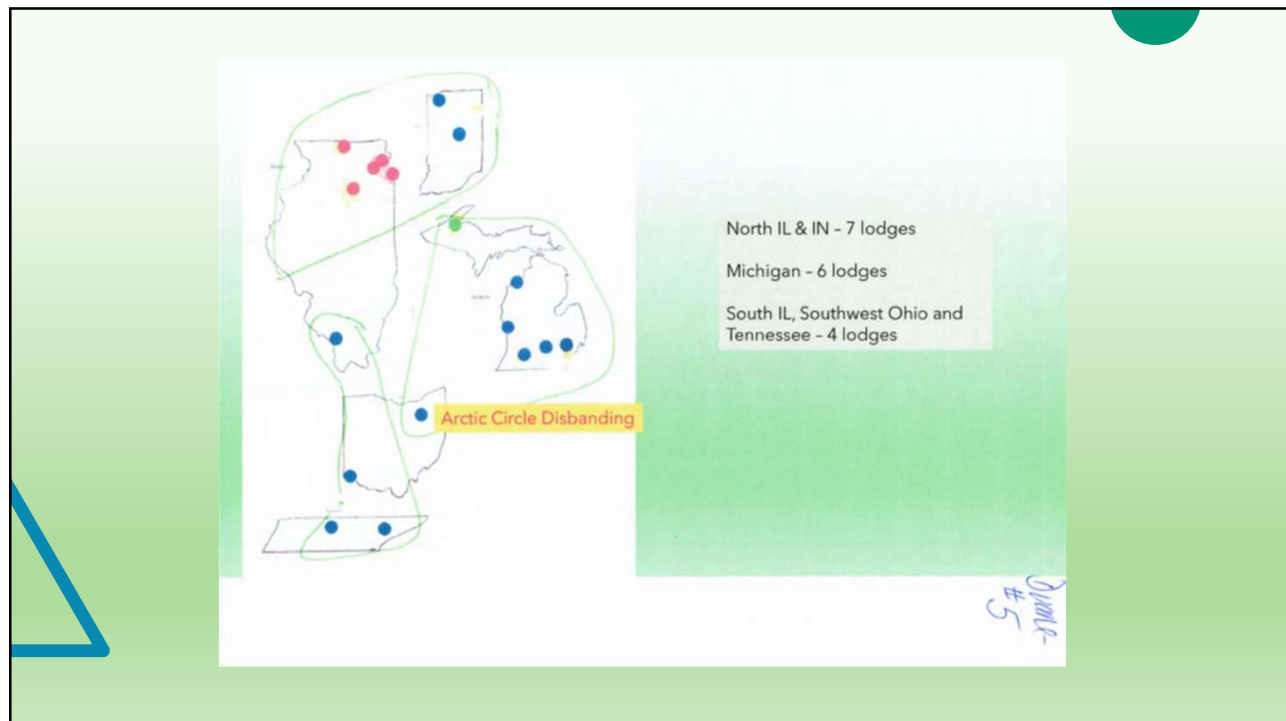 North IL & IN – 7 lodges
Michigan – 6 lodges
South IL, Southwest Ohio and
Tennessee – 4 lodges
Arctic Circle Disbanding
#5